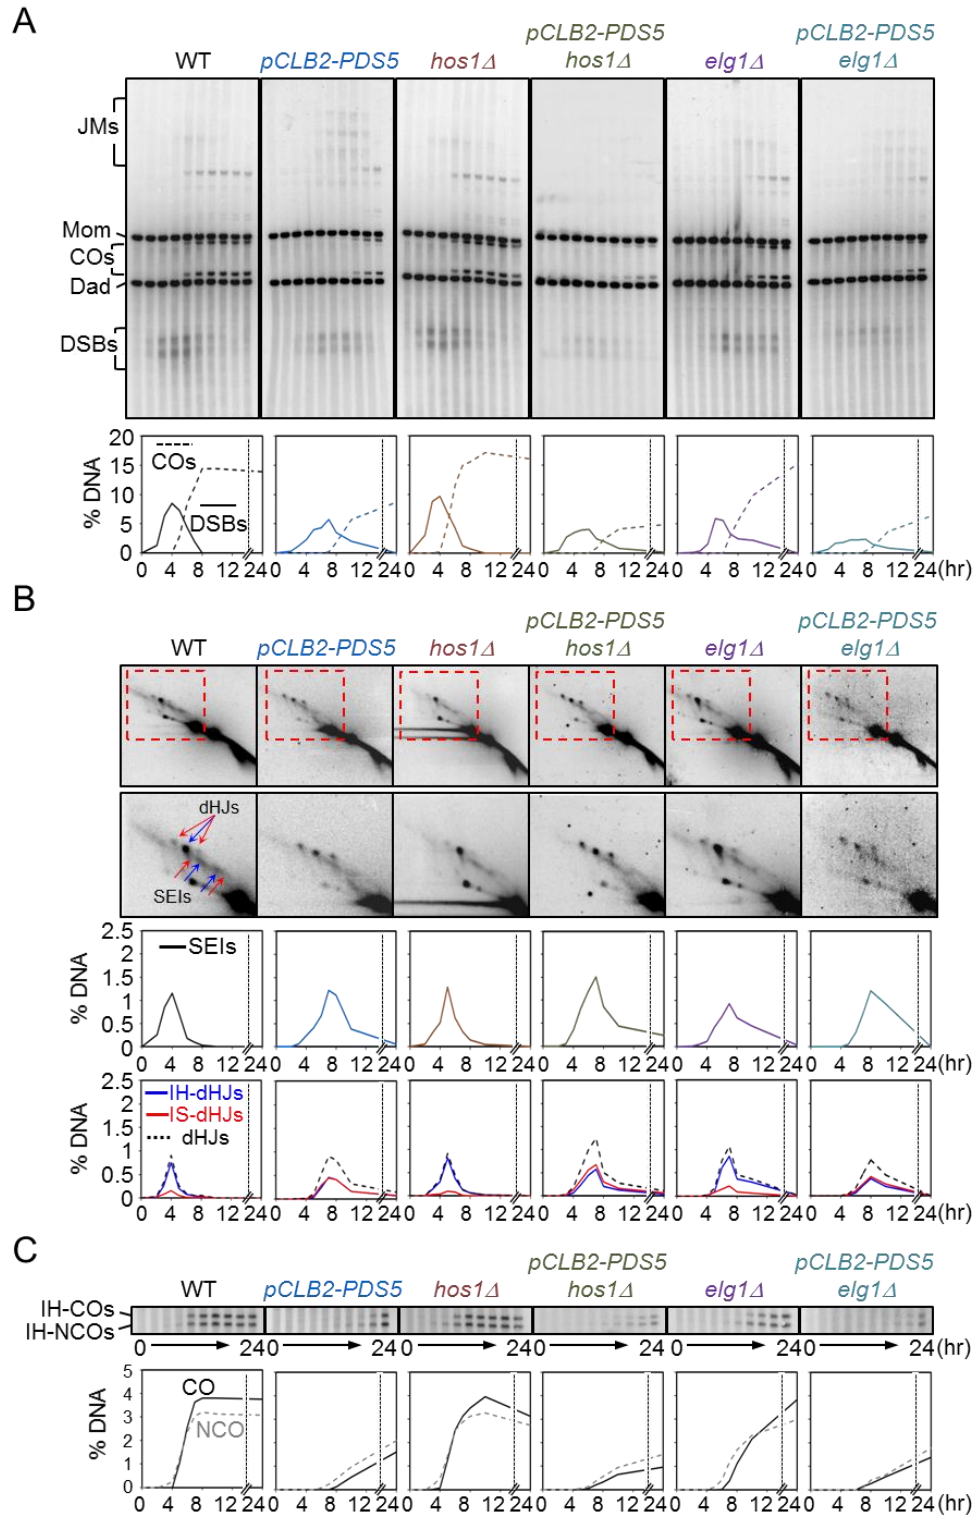 A
pCLB2-PDS5 pCLB2-PDS5
WT pCLB2-PDS5 hos1Δ hos1Δ elg1Δ elg1Δ
JMs
Mom
COs
Dad
DSBs
% DNA
20
15
10
5
0
COs
DSBs
0 4 8 12 24 0 4 8 12 24 0 4 8 12 24 0 4 8 12 24 0 4 8 12 24 0 4 8 12 24 (hr)
B
pCLB2-PDS5 pCLB2-PDS5
WT pCLB2-PDS5 hos1Δ hos1Δ elg1Δ elg1Δ
dHJs
SEIs
% DNA
2.5
2
1.5
1
0.5
0
SEIs
0 4 8 12 24 0 4 8 12 24 0 4 8 12 24 0 4 8 12 24 0 4 8 12 24 0 4 8 12 24 (hr)
% DNA
2.5
2
1.5
1
0.5
0
IH-dHJs
IS-dHJs
dHJs
0 4 8 12 24 0 4 8 12 24 0 4 8 12 24 0 4 8 12 24 0 4 8 12 24 0 4 8 12 24 (hr)
C
pCLB2-PDS5 pCLB2-PDS5
WT pCLB2-PDS5 hos1Δ hos1Δ elg1Δ elg1Δ
IH-COs
IH-NCOs
0 24 0 24 0 24 0 24 0 24 0 24 (hr)
% DNA
5
4
3
2
1
0
CO
NCO
0 4 8 12 24 0 4 8 12 24 0 4 8 12 24 0 4 8 12 24 0 4 8 12 24 0 4 8 12 24 (hr)